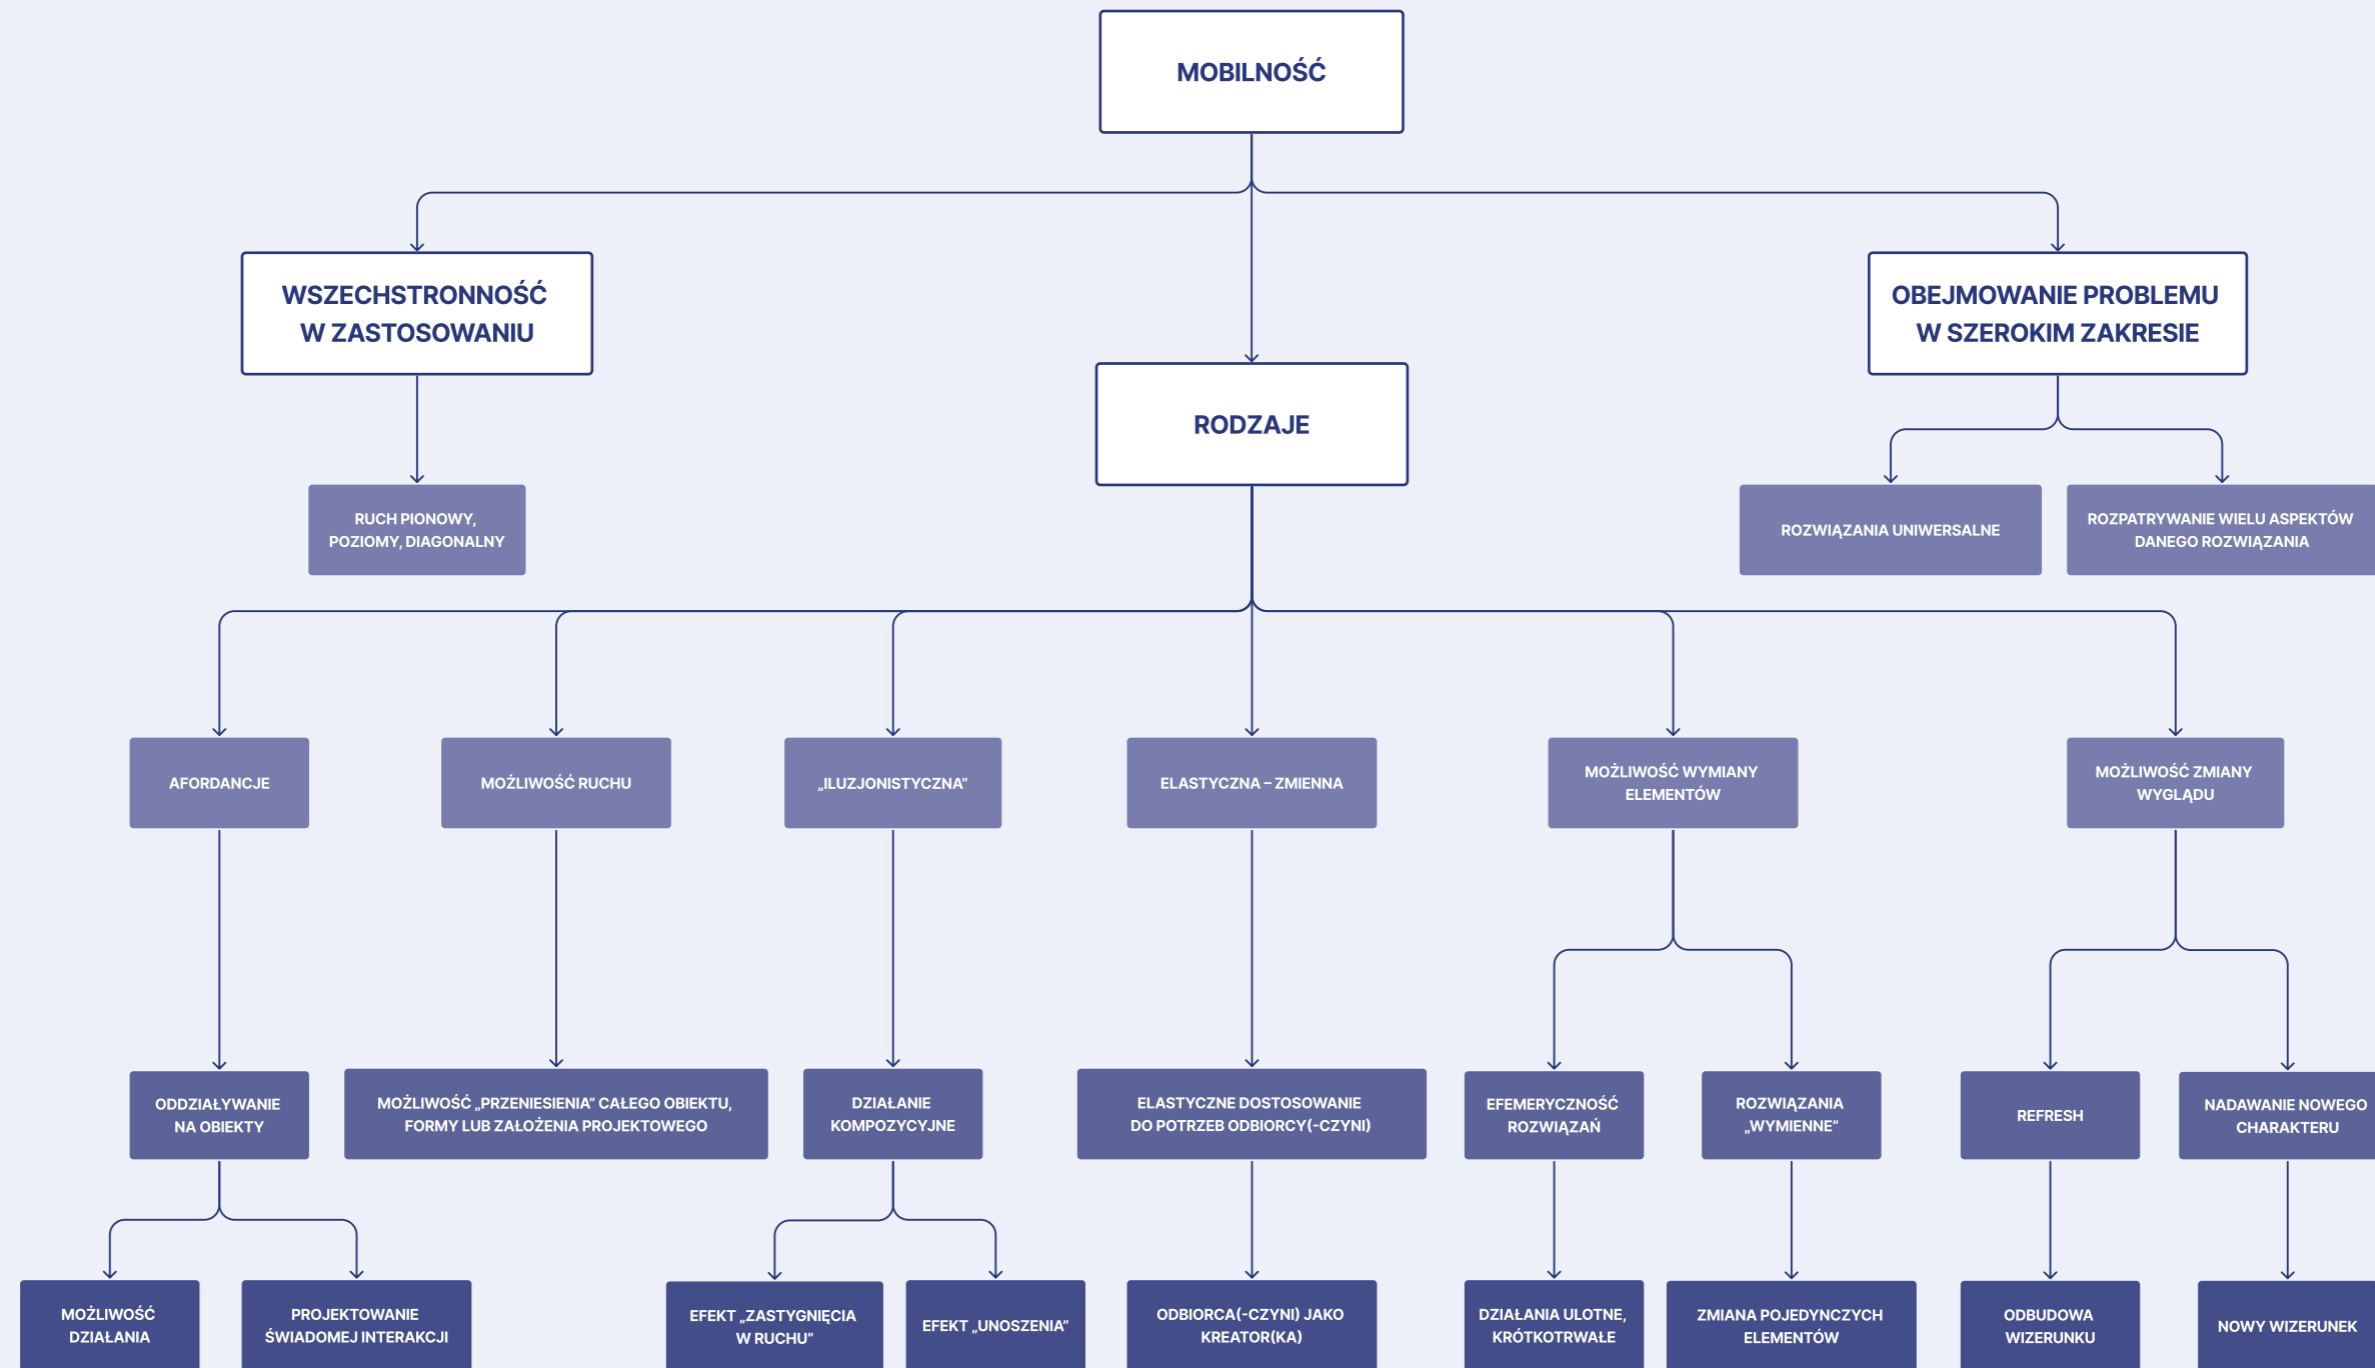 MOBILNOŚĆ
WSZECHSTRONNOŚĆ
W ZASTOSOWANIU
OBEJMOWANIE PROBLEMU
W SZEROKIM ZAKRESIE
RODZAJE
RUCH PIONOWY,
POZIOMY, DIAGONALNY
ROZWIĄZANIA UNIWERSALNE
ROZPATRYWANIE WIELU ASPEKTÓW
DANEGO ROZWIĄZANIA
AFORDANCJE
MOŻLIWOŚĆ RUCHU
„ILUZJONISTYCZNA”
ELASTYCZNA – ZMIENNA
MOŻLIWOŚĆ WYMIANY
ELEMENTÓW
MOŻLIWOŚĆ ZMIANY
WYGLĄDU
ODDZIAŁYWANIE
NA OBIEKTY
MOŻLIWOŚĆ „PRZENIESIENIA” CAŁEGO OBIEKTU,
FORMY LUB ZAŁOŻENIA PROJEKTOWEGO
DZIAŁANIE
KOMPOZYCYJNE
ELASTYCZNE DOSTOSOWANIE
DO POTRZEB ODBIORCY(-CZYNI)
EFEMERYCZNOŚĆ
ROZWIĄZAŃ
ROZWIĄZANIA
„WYMIENNE”
REFRESH
NADAWANIE NOWEGO
CHARAKTERU
MOŻLIWOŚĆ
DZIAŁANIA
PROJEKTOWANIE
ŚWIADOMEJ INTERAKCJI
EFEKT „ZASTYGNIĘCIA
W RUCHU”
EFEKT „UNOSZENIA”
ODBIORCA(-CZYNI) JAKO
KREATOR(KA)
DZIAŁANIA ULOTNE,
KRÓTKOTRWAŁE
ZMIANA POJEDYNCZYCH
ELEMENTÓW
ODBUDOWA
WIZERUNKU
NOWY WIZERUNEK